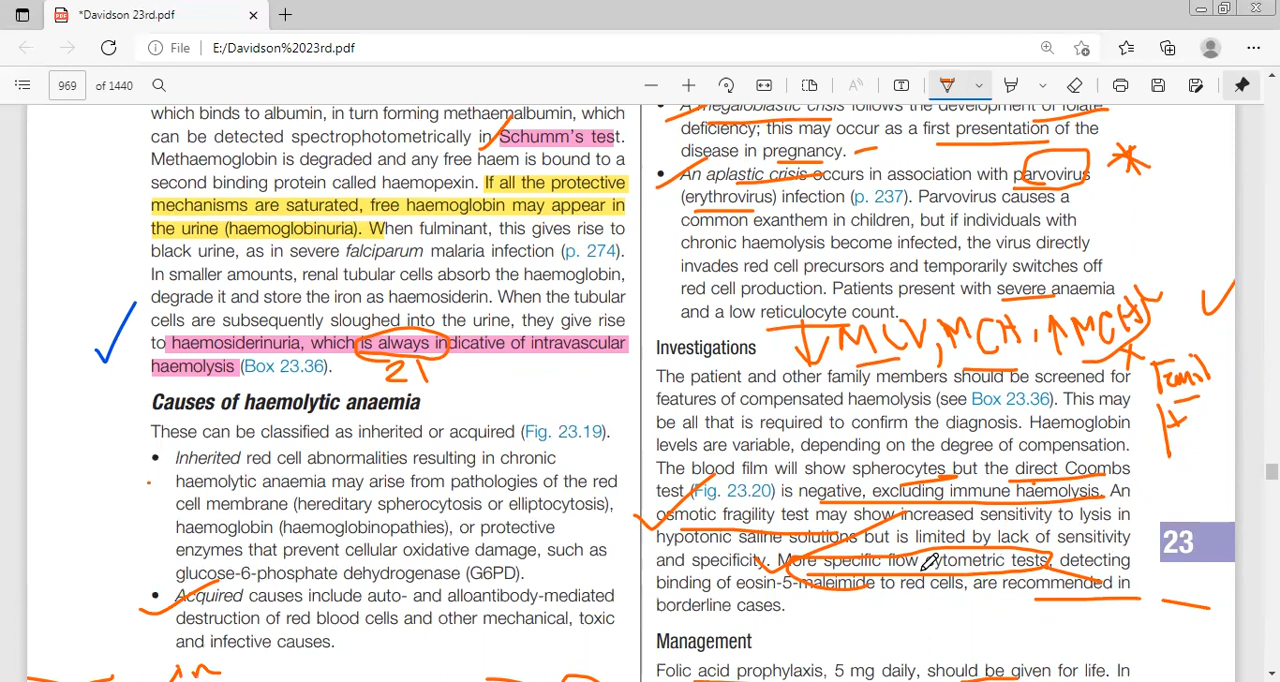 *Davidson 23rd.pdf
File E:/Davidson%2023rd.pdf
969 of 1440
which binds to albumin, in turn forming methaemalbumin, which
can be detected spectrophotometrically in Schumm's test.
Methaemoglobin is degraded and any free haem is bound to a
second binding protein called haemopexin. If all the protective
mechanisms are saturated, free haemoglobin may appear in
the urine (haemoglobinuria). When fulminant, this gives rise to
black urine, as in severe falciparum malaria infection (p. 274).
In smaller amounts, renal tubular cells absorb the haemoglobin,
degrade it and store the iron as haemosiderin. When the tubular
cells are subsequently sloughed into the urine, they give rise
to haemosiderinuria, which is always indicative of intravascular
haemolysis (Box 23.36).
21
Causes of haemolytic anaemia
These can be classified as inherited or acquired (Fig. 23.19).
• Inherited red cell abnormalities resulting in chronic
haemolytic anaemia may arise from pathologies of the red
cell membrane (hereditary spherocytosis or elliptocytosis),
haemoglobin (haemoglobinopathies), or protective
enzymes that prevent cellular oxidative damage, such as
glucose-6-phosphate dehydrogenase (G6PD).
• Acquired causes include auto- and alloantibody-mediated
destruction of red blood cells and other mechanical, toxic
and infective causes.
• A megaloblastic crisis follows the development of folate
deficiency; this may occur as a first presentation of the
disease in pregnancy.
• An aplastic crisis occurs in association with parvovirus
(erythrovirus) infection (p. 237). Parvovirus causes a
common exanthem in children, but if individuals with
chronic haemolysis become infected, the virus directly
invades red cell precursors and temporarily switches off
red cell production. Patients present with severe anaemia
and a low reticulocyte count.
↓ MCV, MCH, ↑MCHC
Investigations
The patient and other family members should be screened for
features of compensated haemolysis (see Box 23.36). This may
be all that is required to confirm the diagnosis. Haemoglobin
levels are variable, depending on the degree of compensation.
The blood film will show spherocytes but the direct Coombs
test (Fig. 23.20) is negative, excluding immune haemolysis. An
osmotic fragility test may show increased sensitivity to lysis in
hypotonic saline solutions but is limited by lack of sensitivity
and specificity. More specific flow cytometric tests, detecting
binding of eosin-5-maleimide to red cells, are recommended in
borderline cases.
23
Management
Folic acid prophylaxis, 5 mg daily, should be given for life. In